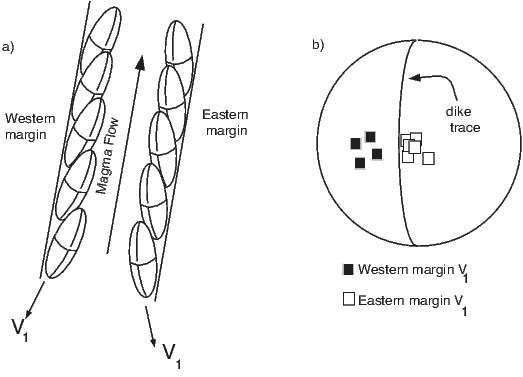 a)
Western
margin
Magma Flow
Eastern
margin
V1
V1
b)
dike
trace
Western margin V1
Eastern margin V1